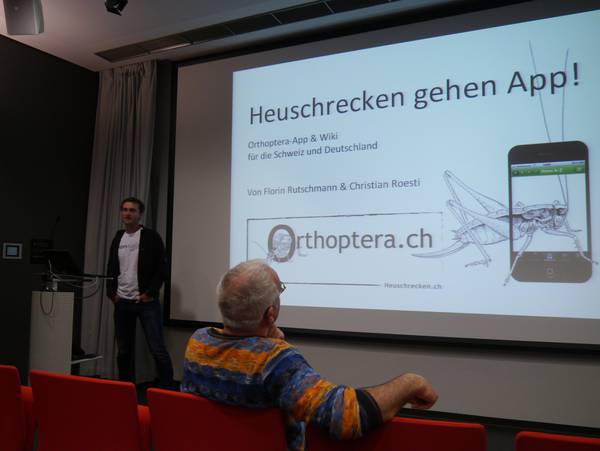 Heuschrecken gehen App!
Orthoptera-App & Wiki
für die Schweiz und Deutschland
Von Florin Rutschmann & Christian Roesti
Orthoptera.ch
Heuschrecken.ch